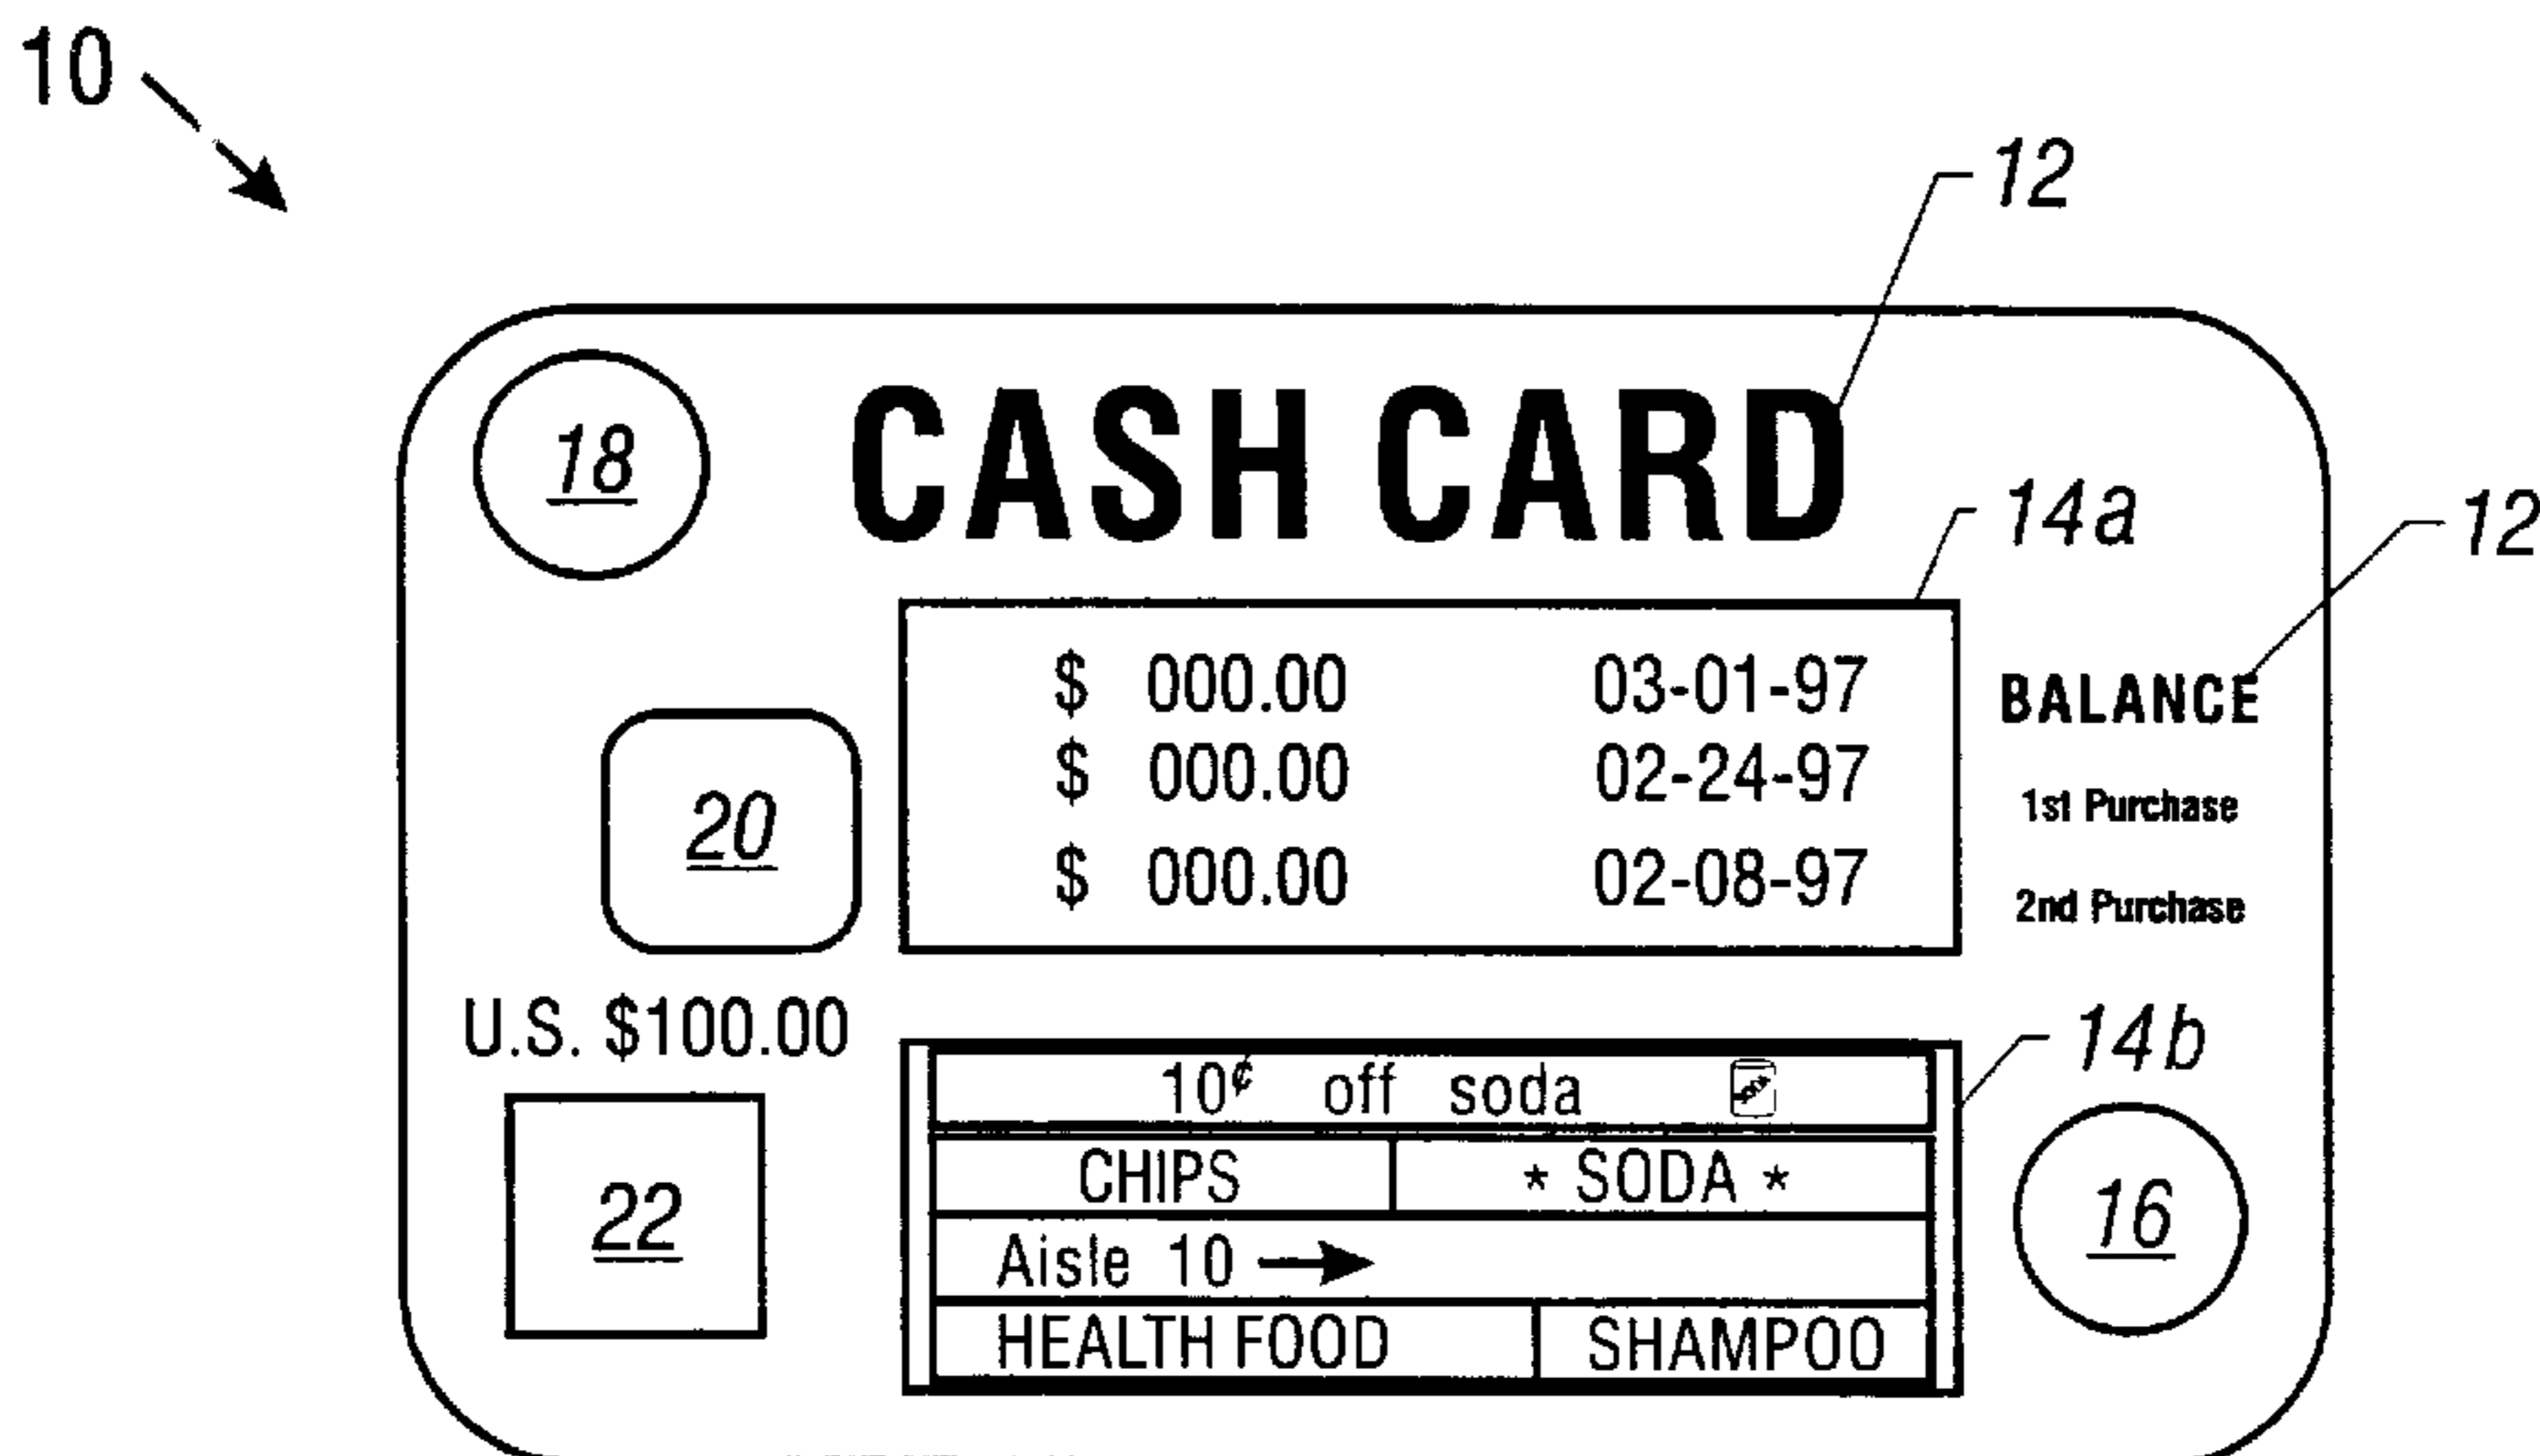 10
12
18 CASH CARD
14a
12
$ 000.00 03-01-97 BALANCE
$ 000.00 02-24-97 1st Purchase
20
$ 000.00 02-08-97 2nd Purchase
U.S. $100.00
14b
10¢ off soda
CHIPS * SODA *
22
16
Aisle 10 →
HEALTH FOOD SHAMPOO